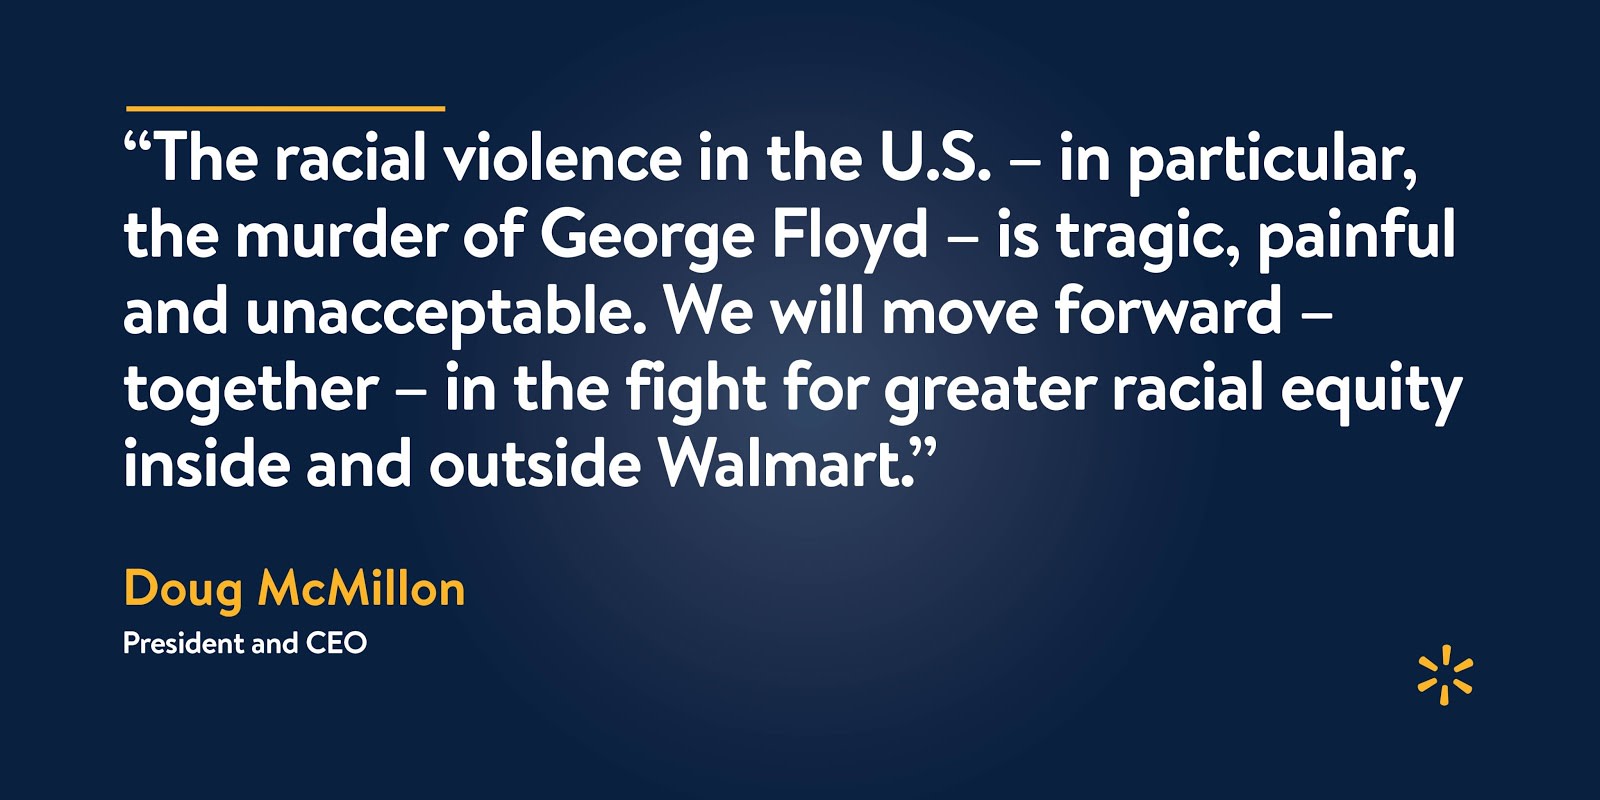 “The racial violence in the U.S. – in particular,
the murder of George Floyd – is tragic, painful
and unacceptable. We will move forward –
together – in the fight for greater racial equity
inside and outside Walmart.”
Doug McMillon
President and CEO